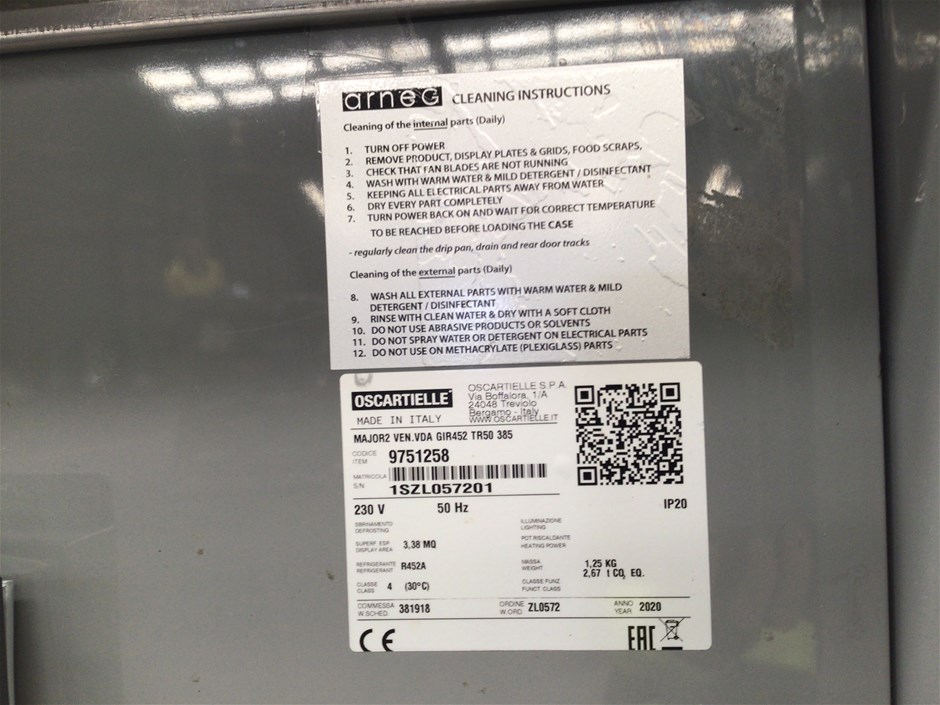 arneg CLEANING INSTRUCTIONS
Cleaning of the internal parts (Daily)
1. TURN OFF POWER
2. REMOVE PRODUCT, DISPLAY PLATES & GRIDS, FOOD SCRAPS,
3. CHECK THAT FAN BLADES ARE NOT RUNNING
4. WASH WITH WARM WATER & MILD DETERGENT / DISINFECTANT
5. KEEPING ALL ELECTRICAL PARTS AWAY FROM WATER
6. DRY EVERY PART COMPLETELY
7. TURN POWER BACK ON AND WAIT FOR CORRECT TEMPERATURE
TO BE REACHED BEFORE LOADING THE CASE
- regularly clean the drip pan, drain and rear door tracks
Cleaning of the external parts (Daily)
8. WASH ALL EXTERNAL PARTS WITH WARM WATER & MILD
DETERGENT / DISINFECTANT
9. RINSE WITH CLEAN WATER & DRY WITH A SOFT CLOTH
10. DO NOT USE ABRASIVE PRODUCTS OR SOLVENTS
11. DO NOT SPRAY WATER OR DETERGENT ON ELECTRICAL PARTS
12. DO NOT USE ON METHACRYLATE (PLEXIGLASS) PARTS
OSCARTIELLE
MADE IN ITALY
OSCARTIELLE S.P.A.
Via Boffalora, 1/A
24048 Treviolo
Bergamo - Italy
WWW.OSCARTIELLE.IT
MAJOR2 VEN.VDA GIR452 TR50 385
CODICE
ITEM 9751258
MATRICOLA
S/N 1SZL057201
230 V 50 Hz IP20
SBRINAMENTO
DEFROSTING
ILLUMINAZIONE
LIGHTING
SUPERF. ESP
DISPLAY AREA 3,38 MQ
POT.RISCALDANTE
HEATING POWER
REFRIGERANTE
REFRIGERANT R452A
MASSA
WEIGHT
1,25 KG
2,67 t CO₂ EQ.
CLASSE
CLASS 4 (30°C)
CLASSE FUNZ
FUNCT. CLASS
COMMESSA
W.SCHED. 381918
ORDINE
W.ORD ZL0572
ANNO
YEAR 2020
CE
EAC